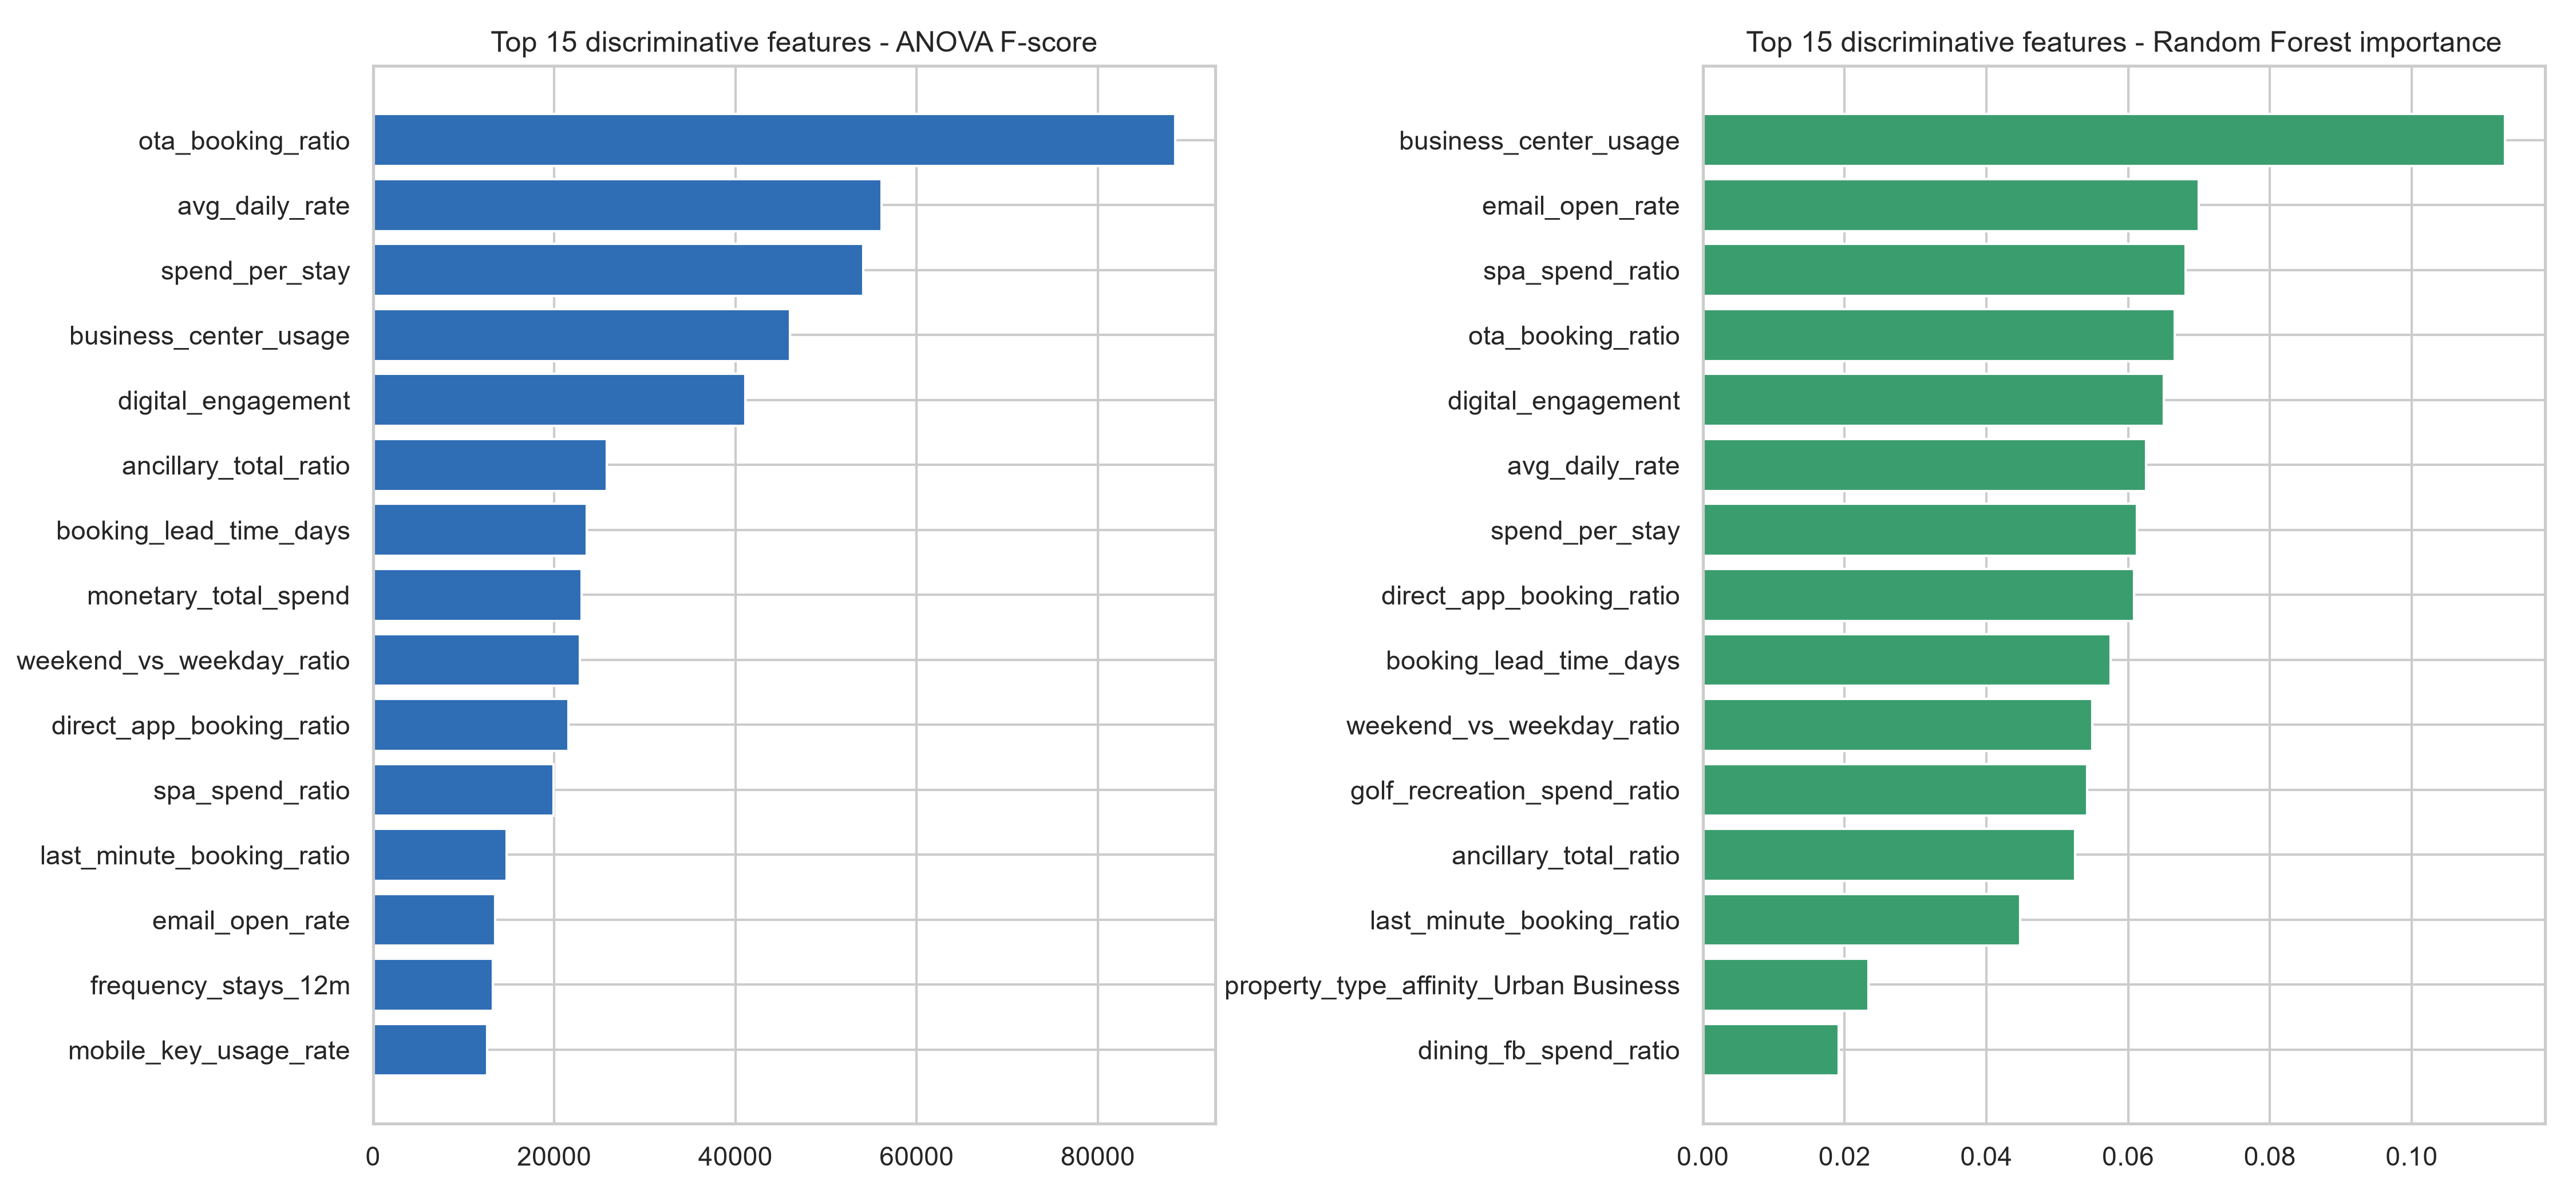 Top 15 discriminative features - ANOVA F-score
ota_booking_ratio
avg_daily_rate
spend_per_stay
business_center_usage
digital_engagement
ancillary_total_ratio
booking_lead_time_days
monetary_total_spend
weekend_vs_weekday_ratio
direct_app_booking_ratio
spa_spend_ratio
last_minute_booking_ratio
email_open_rate
frequency_stays_12m
mobile_key_usage_rate
0 20000 40000 60000 80000
Top 15 discriminative features - Random Forest importance
business_center_usage
email_open_rate
spa_spend_ratio
ota_booking_ratio
digital_engagement
avg_daily_rate
spend_per_stay
direct_app_booking_ratio
booking_lead_time_days
weekend_vs_weekday_ratio
golf_recreation_spend_ratio
ancillary_total_ratio
last_minute_booking_ratio
property_type_affinity_Urban Business
dining_fb_spend_ratio
0.00 0.02 0.04 0.06 0.08 0.10